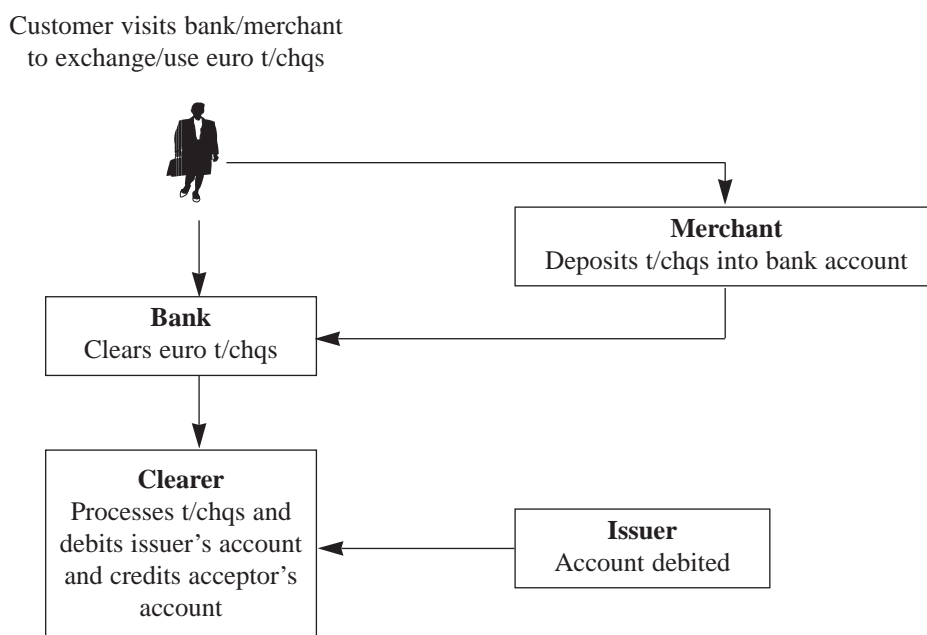 Customer visits bank/merchant
to exchange/use euro t/chqs
Merchant
Deposits t/chqs into bank account
Bank
Clears euro t/chqs
Clearer
Processes t/chqs and
debits issuer’s account
and credits acceptor’s
account
Issuer
Account debited